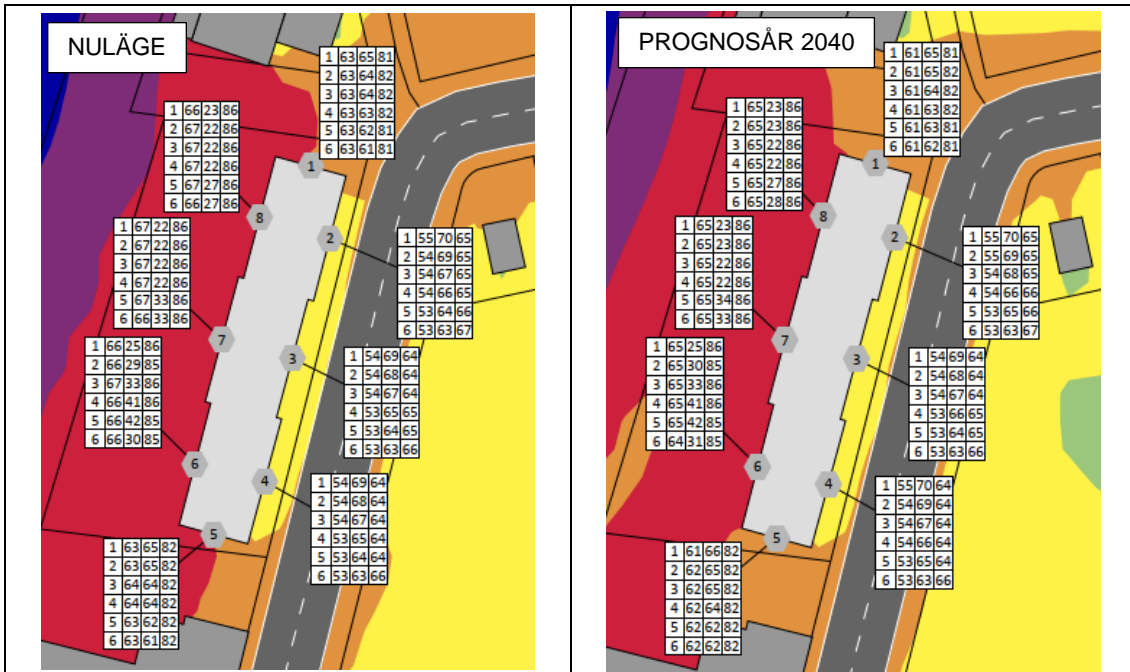 NULÄGE
1 63 65 81
2 63 64 82
3 63 64 82
4 63 63 82
5 63 62 81
6 63 61 81
1 66 23 86
2 67 22 86
3 67 22 86
4 67 22 86
5 67 27 86
6 66 27 86
1
8
2
1 67 22 86
2 67 22 86
3 67 22 86
4 67 22 86
5 67 33 86
6 66 33 86
1 55 70 65
2 54 69 65
3 54 67 65
4 54 66 65
5 53 64 66
6 53 63 67
7
3
1 66 25 86
2 66 29 85
3 67 33 86
4 66 41 86
5 66 42 85
6 66 30 85
1 54 69 64
2 54 68 64
3 54 67 64
4 53 65 65
5 53 64 65
6 53 63 66
6
4
1 54 69 64
2 54 68 64
3 54 67 64
4 53 65 64
5 53 64 64
6 53 63 66
5
1 63 65 82
2 63 65 82
3 64 64 82
4 64 64 82
5 63 62 82
6 63 61 82
PROGNOSÅR 2040
1 61 65 81
2 61 65 82
3 61 64 82
4 61 63 82
5 61 63 81
6 61 62 81
1 65 23 86
2 65 23 86
3 65 22 86
4 65 22 86
5 65 27 86
6 65 28 86
1
8
2
1 65 23 86
2 65 23 86
3 65 22 86
4 65 22 86
5 65 34 86
6 65 33 86
1 55 70 65
2 55 69 65
3 54 68 65
4 54 66 66
5 53 65 66
6 53 63 67
7
3
1 65 25 86
2 65 30 85
3 65 33 86
4 65 41 86
5 65 42 85
6 64 31 85
1 54 69 64
2 54 68 64
3 54 67 64
4 53 66 65
5 53 64 65
6 53 63 66
6
4
1 55 70 64
2 54 69 64
3 54 67 64
4 54 66 64
5 53 65 64
6 53 63 66
5
1 61 66 82
2 62 65 82
3 62 65 82
4 62 64 82
5 62 62 82
6 62 62 82